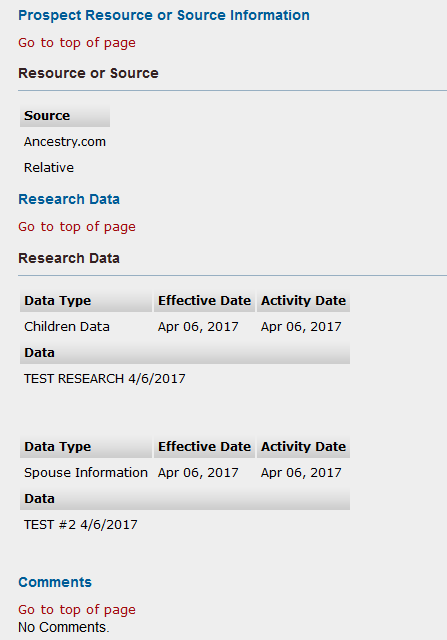 Prospect Resource or Source Information
Go to top of page
Resource or Source
Source
Ancestry.com
Relative
Research Data
Go to top of page
Research Data
Data Type Effective Date Activity Date
Children Data Apr 06, 2017 Apr 06, 2017
Data
TEST RESEARCH 4/6/2017
Data Type Effective Date Activity Date
Spouse Information Apr 06, 2017 Apr 06, 2017
Data
TEST #2 4/6/2017
Comments
Go to top of page
No Comments.